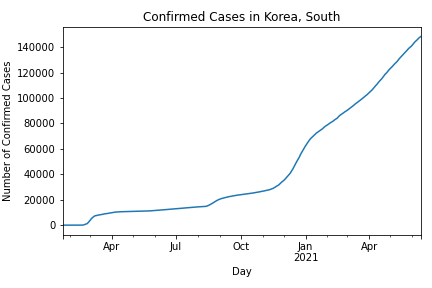 Confirmed Cases in Korea, South
Number of Confirmed Cases
140000
120000
100000
80000
60000
40000
20000
0
Apr Jul Oct Jan Apr
2021
Day